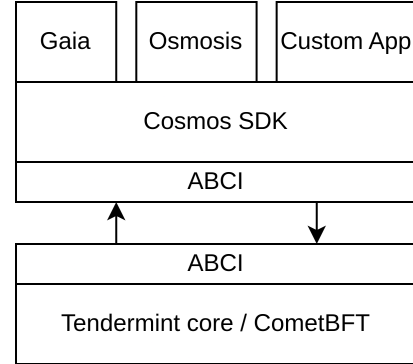 Gaia
Osmosis
Custom App
Cosmos SDK
ABCI
ABCI
Tendermint core / CometBFT